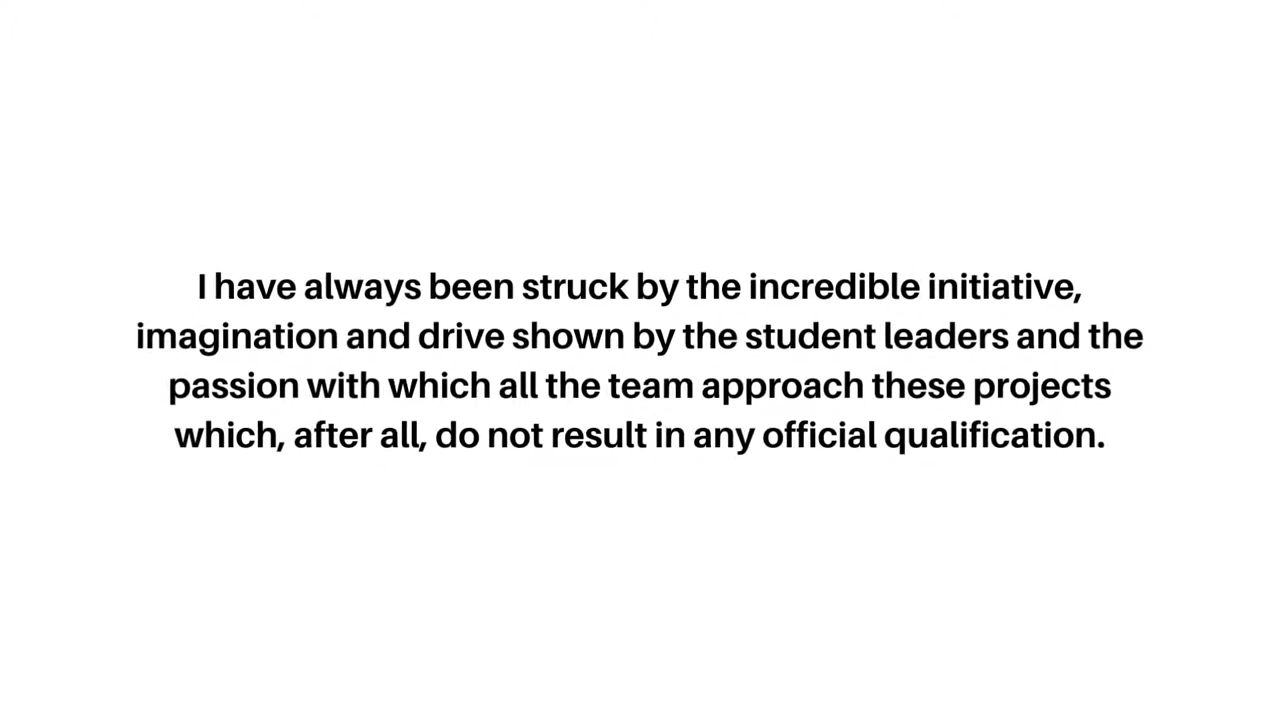 I have always been struck by the incredible initiative,
imagination and drive shown by the student leaders and the
passion with which all the team approach these projects
which, after all, do not result in any official qualification.